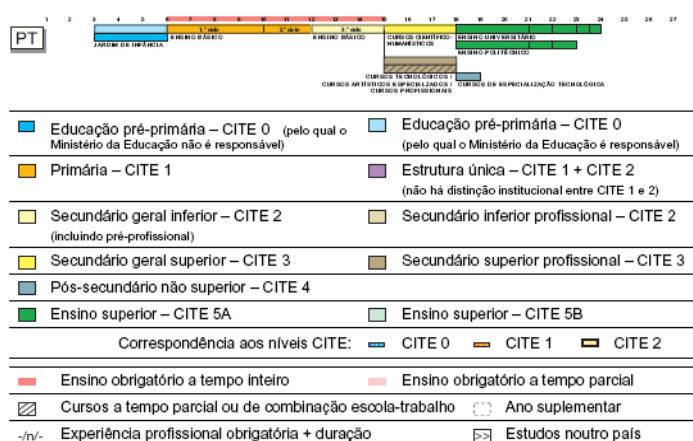 1 2 3 4 5 6 7 8 9 10 11 12 13 14 15 16 17 18 19 20 21 22 23 24 25 26 27
PT
1.º ciclo 2.º ciclo 3.º ciclo
JARDIM DE INFÂNCIA
ENSINO BÁSICO
ENSINO BÁSICO
CURSOS CIENTÍFICO-
HUMANÍSTICOS
ENSINO UNIVERSITÁRIO
ENSINO POLITÉCNICO
CURSOS TECNOLÓGICOS /
CURSOS ARTÍSTICOS ESPECIALIZADOS /
CURSOS PROFISSIONAIS
CURSOS DE ESPECIALIZAÇÃO TECNOLÓGICA
Educação pré-primária – CITE 0 (pelo qual o
Ministério da Educação não é responsável)
Educação pré-primária – CITE 0
(pelo qual o Ministério da Educação é responsável)
Primária – CITE 1
Estrutura única – CITE 1 + CITE 2
(não há distinção institucional entre CITE 1 e 2)
Secundário geral inferior – CITE 2
(incluindo pré-profissional)
Secundário inferior profissional – CITE 2
Secundário geral superior – CITE 3
Secundário superior profissional – CITE 3
Pós-secundário não superior – CITE 4
Ensino superior – CITE 5A
Ensino superior – CITE 5B
Correspondência aos níveis CITE: CITE 0 CITE 1 CITE 2
Ensino obrigatório a tempo inteiro
Ensino obrigatório a tempo parcial
Cursos a tempo parcial ou de combinação escola-trabalho
Ano suplementar
-/n/- Experiência profissional obrigatória + duração
>> Estudos noutro país